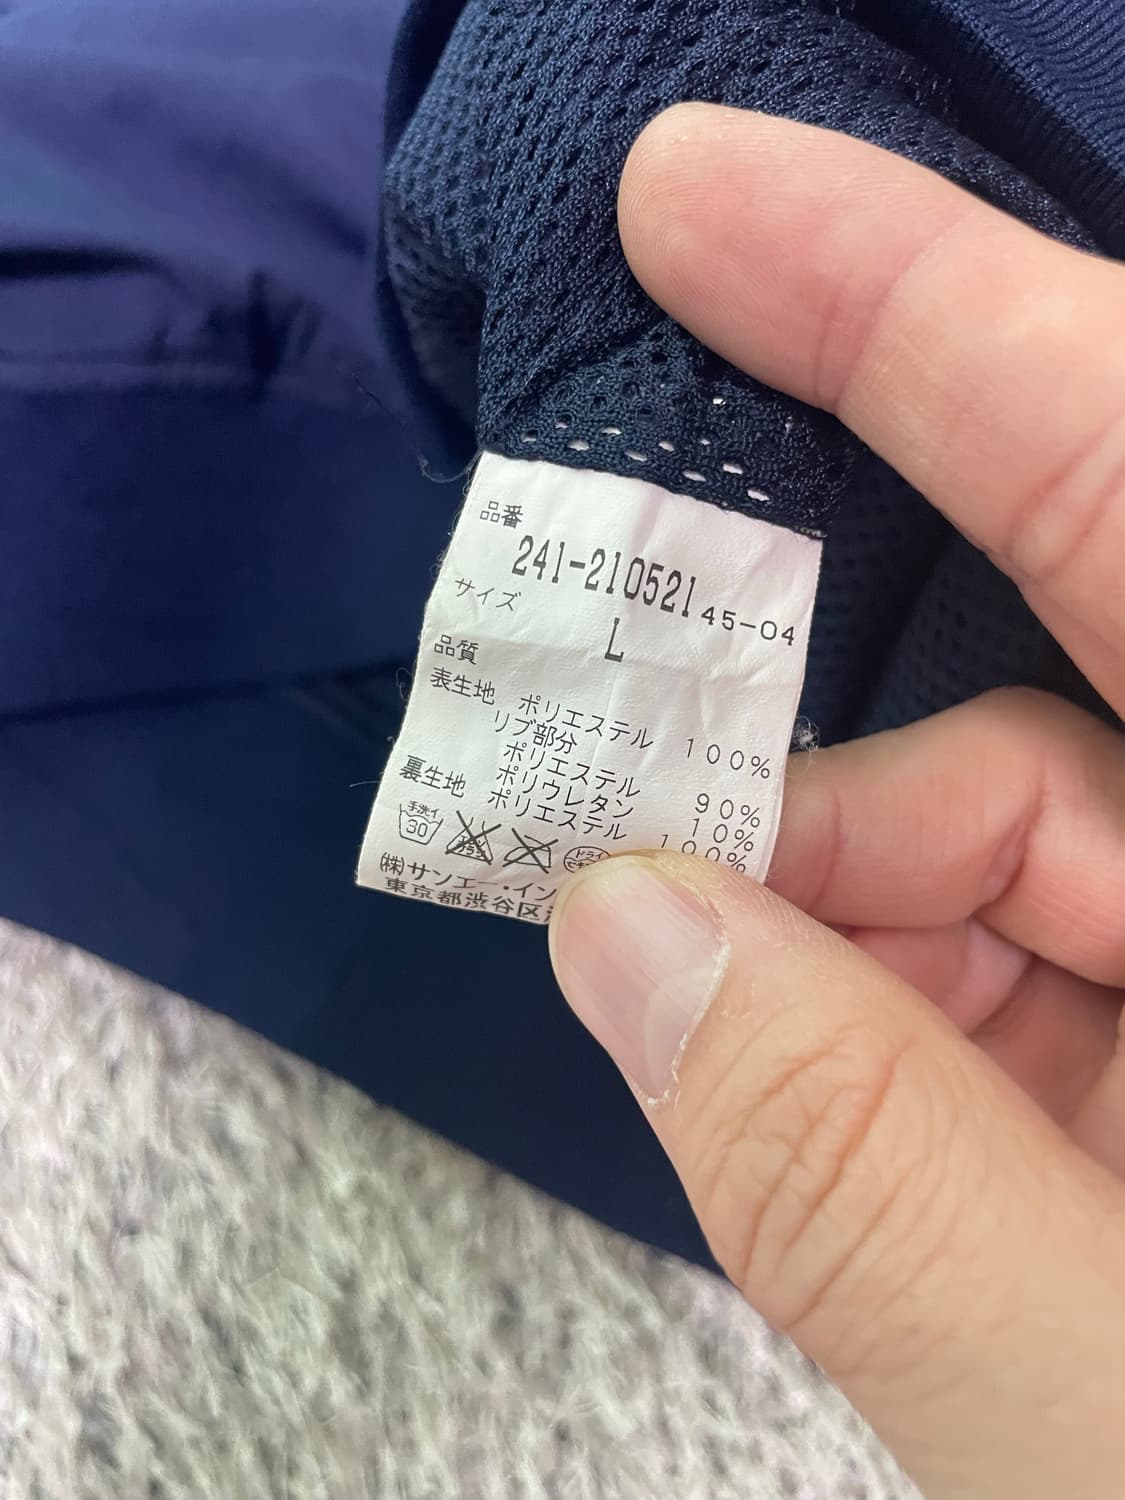 品番
241-210521 45-04
サイズ L
品質
表生地 ポリエステル 100%
リブ部分
ポリエステル 90%
ポリウレタン 10%
裏生地 ポリエステル 100%
手洗イ 30 ドライ
(株)サンエー・イン
東京都渋谷区